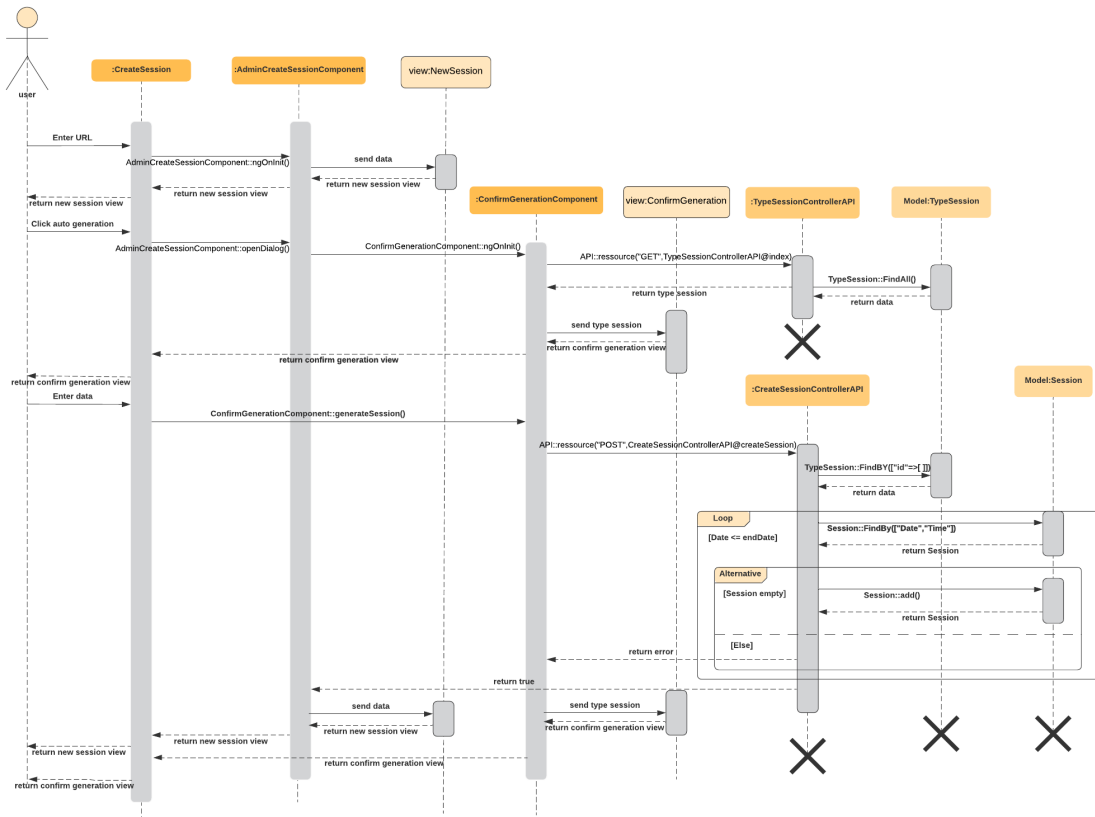 user
:CreateSession
:AdminCreateSessionComponent
view:NewSession
Enter URL
AdminCreateSessionComponent::ngOnInit()
send data
return new session view
return new session view
return new session view
:ConfirmGenerationComponent
view:ConfirmGeneration
:TypeSessionControllerAPI
Model:TypeSession
Click auto generation
AdminCreateSessionComponent::openDialog()
ConfirmGenerationComponent::ngOnInit()
API::ressource("GET",TypeSessionControllerAPI@index)
TypeSession::FindAll()
return type session
return data
send type session
return confirm generation view
return confirm generation view
return confirm generation view
:CreateSessionControllerAPI
Model:Session
Enter data
ConfirmGenerationComponent::generateSession()
API::ressource("POST",CreateSessionControllerAPI@createSession)
TypeSession::FindBY(["id"=>[ ]])
return data
Loop
[Date <= endDate]
Session::FindBy(["Date","Time"])
return Session
Alternative
[Session empty]
Session::add()
return Session
[Else]
return error
return true
send data
send type session
return new session view
return confirm generation view
return new session view
return new session view
return confirm generation view
return confirm generation view